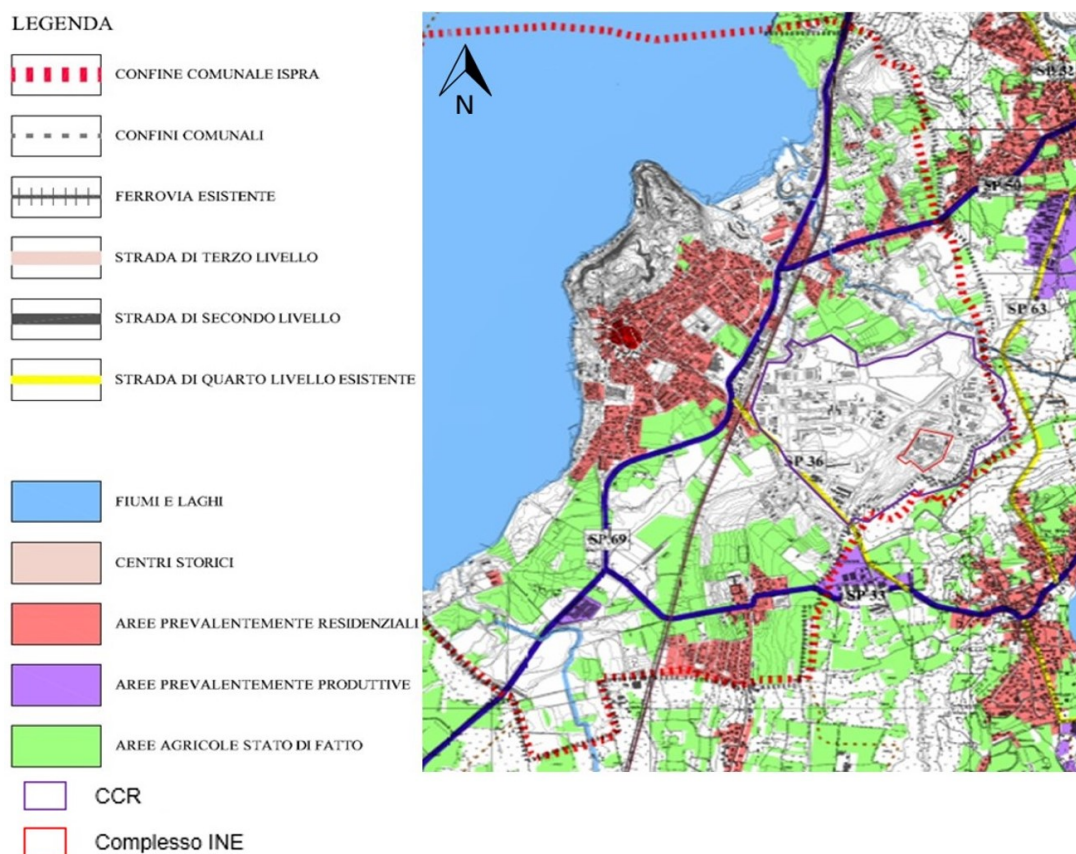 LEGENDA
CONFINE COMUNALE ISPRA
CONFINI COMUNALI
FERROVIA ESISTENTE
STRADA DI TERZO LIVELLO
STRADA DI SECONDO LIVELLO
STRADA DI QUARTO LIVELLO ESISTENTE
FIUMI E LAGHI
CENTRI STORICI
AREE PREVALENTEMENTE RESIDENZIALI
AREE PREVALENTEMENTE PRODUTTIVE
AREE AGRICOLE STATO DI FATTO
CCR
Complesso INE
N
SP 32
SP 50
SP 63
SP 36
SP 69
SP 33